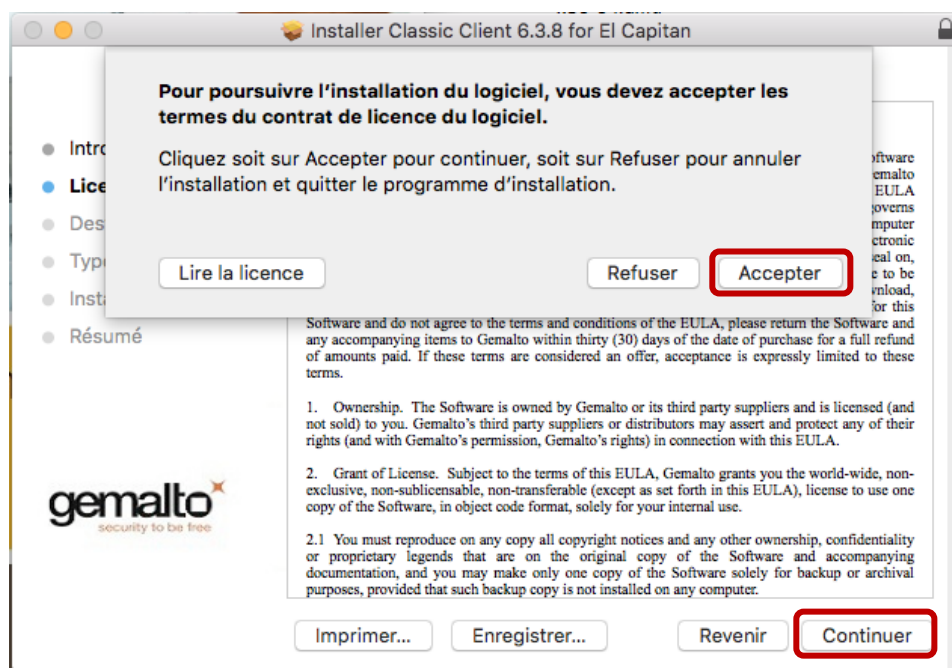 Installer Classic Client 6.3.8 for El Capitan
Pour poursuivre l'installation du logiciel, vous devez accepter les
termes du contrat de licence du logiciel.
Cliquez soit sur Accepter pour continuer, soit sur Refuser pour annuler
l'installation et quitter le programme d'installation.
Lire la licence
Refuser
Accepter
Intro
Lice
Des
Type
Insta
Résumé
EULA
for this
Software and do not agree to the terms and conditions of the EULA, please return the Software and
any accompanying items to Gemalto within thirty (30) days of the date of purchase for a full refund
of amounts paid. If these terms are considered an offer, acceptance is expressly limited to these
terms.
1. Ownership. The Software is owned by Gemalto or its third party suppliers and is licensed (and
not sold) to you. Gemalto's third party suppliers or distributors may assert and protect any of their
rights (and with Gemalto's permission, Gemalto's rights) in connection with this EULA.
2. Grant of License. Subject to the terms of this EULA, Gemalto grants you the world-wide, non-
exclusive, non-sublicensable, non-transferable (except as set forth in this EULA), license to use one
copy of the Software, in object code format, solely for your internal use.
2.1 You must reproduce on any copy all copyright notices and any other ownership, confidentiality
or proprietary legends that are on the original copy of the Software and accompanying
documentation, and you may make only one copy of the Software solely for backup or archival
purposes, provided that such backup copy is not installed on any computer.
gemalto
security to be free
Imprimer...
Enregistrer...
Revenir
Continuer